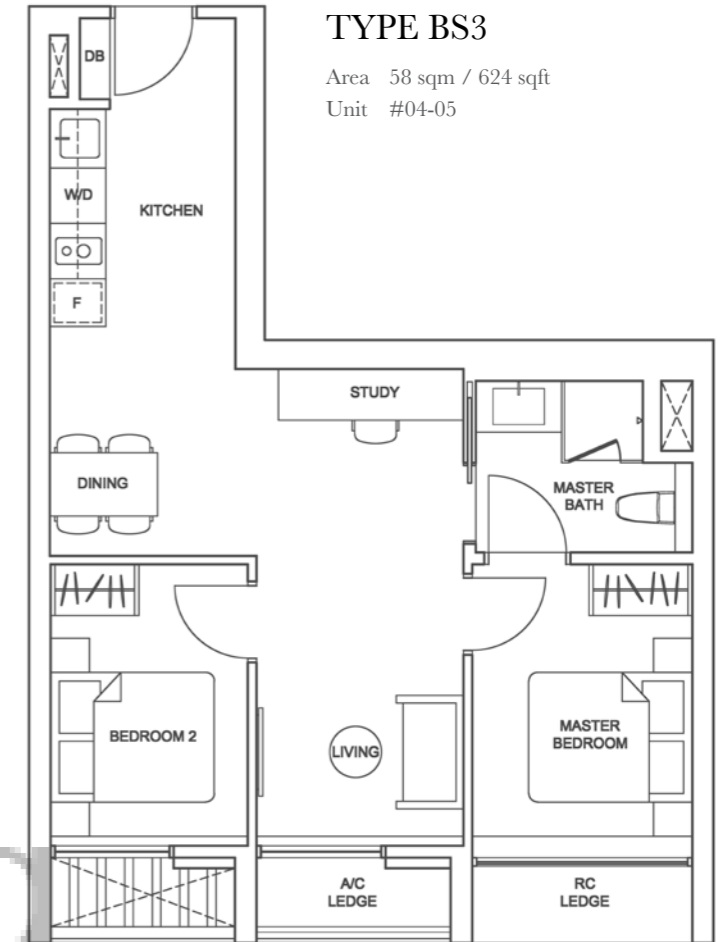 TYPE BS3
Area 58 sqm / 624 sqft
Unit #04-05
DB
W/D
KITCHEN
F
STUDY
DINING
MASTER
BATH
BEDROOM 2
LIVING
MASTER
BEDROOM
A/C
LEDGE
RC
LEDGE